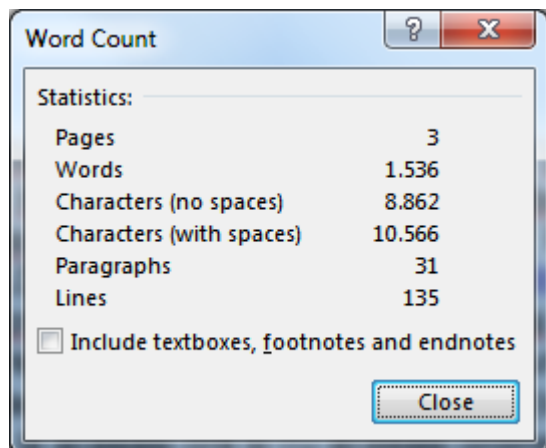 Word Count
Statistics:
Pages 3
Words 1.536
Characters (no spaces) 8.862
Characters (with spaces) 10.566
Paragraphs 31
Lines 135
Include textboxes, footnotes and endnotes
Close